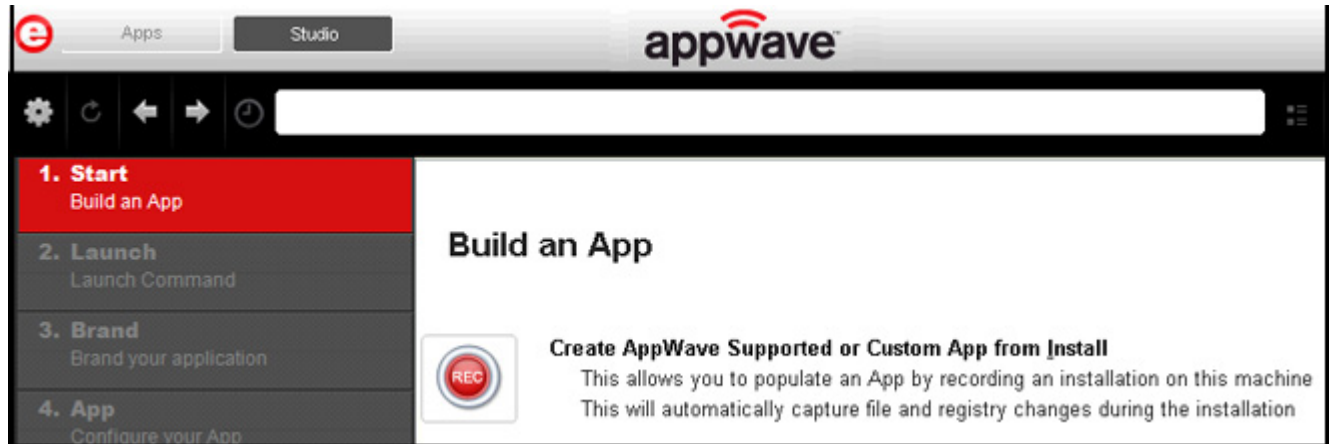 e Apps Studio appwave™
1. Start
Build an App
2. Launch
Launch Command
3. Brand
Brand your application
4. App
Configure your App
Build an App
REC
Create AppWave Supported or Custom App from Install
This allows you to populate an App by recording an installation on this machine
This will automatically capture file and registry changes during the installation